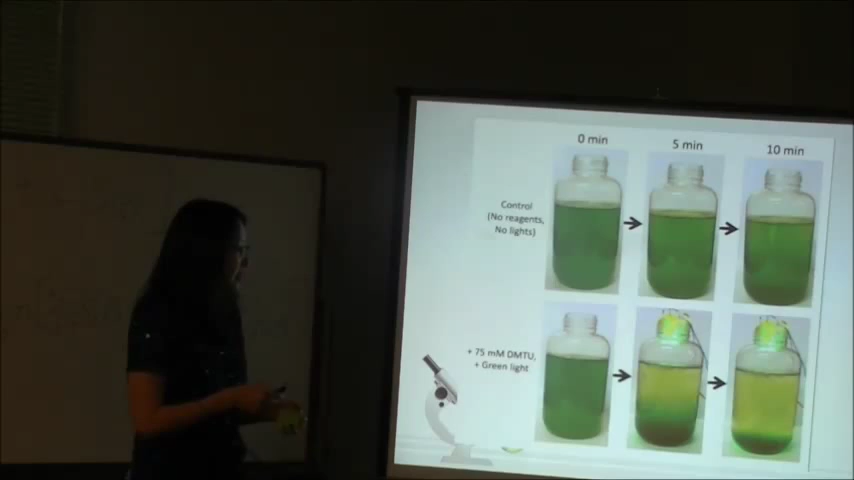 0 min
5 min
10 min
Control
(No reagents,
No lights)
+ 75 mM DMTU,
+ Green light